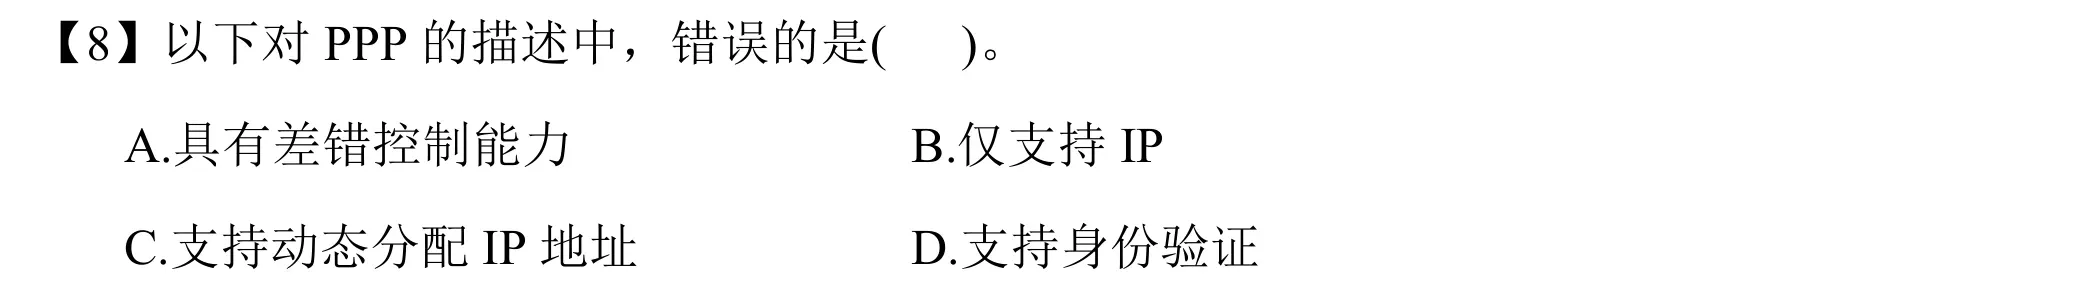 【8】以下对 PPP 的描述中，错误的是(    )。
A.具有差错控制能力    B.仅支持 IP
C.支持动态分配 IP 地址    D.支持身份验证